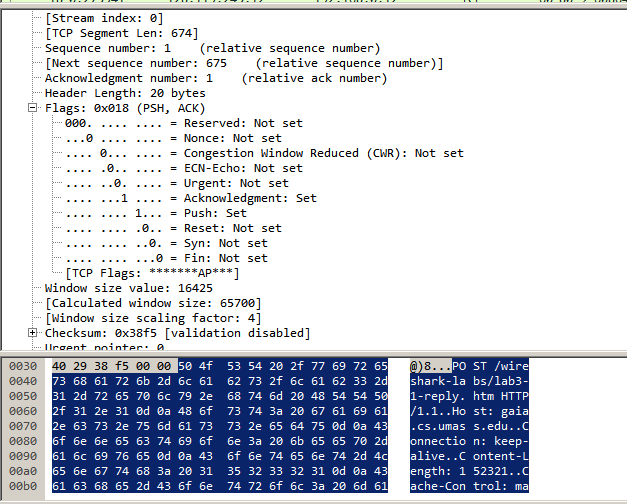 [Stream index: 0]
[TCP Segment Len: 674]
Sequence number: 1    (relative sequence number)
[Next sequence number: 675    (relative sequence number)]
Acknowledgment number: 1    (relative ack number)
Header Length: 20 bytes
Flags: 0x018 (PSH, ACK)
000. .... .... = Reserved: Not set
...0 .... .... = Nonce: Not set
.... 0... .... = Congestion Window Reduced (CWR): Not set
.... .0.. .... = ECN-Echo: Not set
.... ..0. .... = Urgent: Not set
.... ...1 .... = Acknowledgment: Set
.... .... 1... = Push: Set
.... .... .0.. = Reset: Not set
.... .... ..0. = Syn: Not set
.... .... ...0 = Fin: Not set
[TCP Flags: *******AP***]
Window size value: 16425
[Calculated window size: 65700]
[Window size scaling factor: 4]
Checksum: 0x38f5 [validation disabled]
Urgent pointer: 0
0030 40 29 38 f5 00 00 50 4f 53 54 20 2f 77 69 72 65 @)8...PO ST /wire
0040 73 68 61 72 6b 2d 6c 61 62 73 2f 6c 61 62 33 2d shark-la bs/lab3-
0050 31 2d 72 65 70 6c 79 2e 68 74 6d 20 48 54 54 50 1-reply. htm HTTP
0060 2f 31 2e 31 0d 0a 48 6f 73 74 3a 20 67 61 69 61 /1.1..Ho st: gaia
0070 2e 63 73 2e 75 6d 61 73 73 2e 65 64 75 0d 0a 43 .cs.umas s.edu..C
0080 6f 6e 6e 65 63 74 69 6f 6e 3a 20 6b 65 65 70 2d onnectio n: keep-
0090 61 6c 69 76 65 0d 0a 43 6f 6e 74 65 6e 74 2d 4c alive..C ontent-L
00a0 65 6e 67 74 68 3a 20 31 35 32 33 32 31 0d 0a 43 ength: 1 52321..C
00b0 61 63 68 65 2d 43 6f 6e 74 72 6f 6c 3a 20 6d 61 ache-Con trol: ma